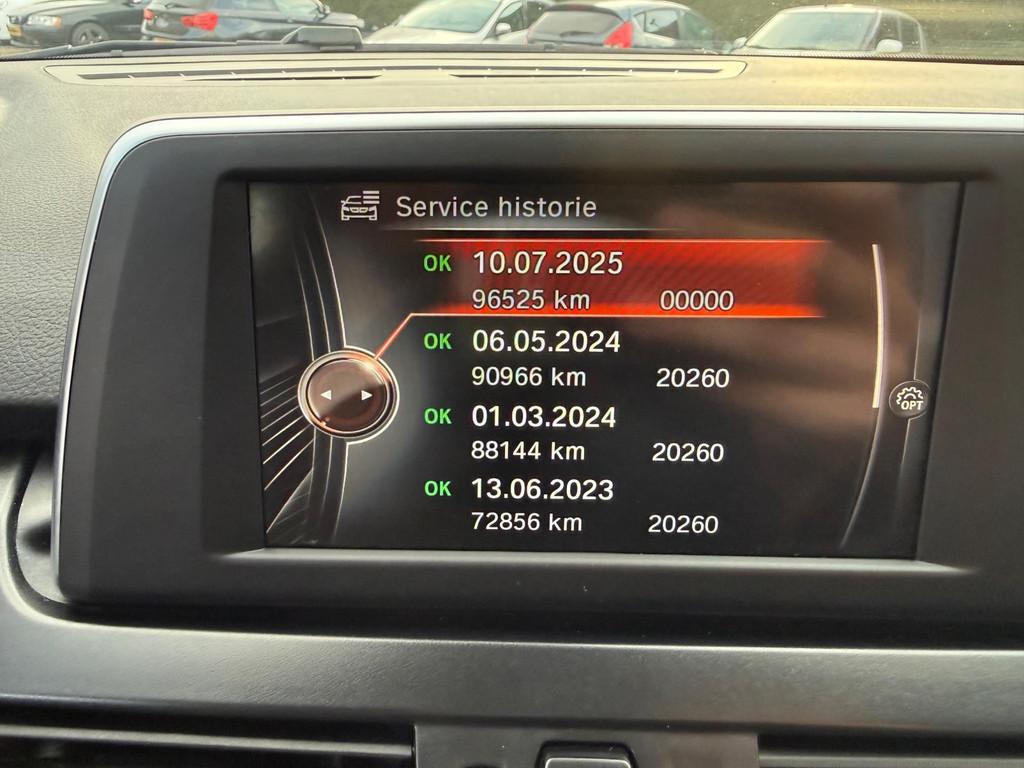 Service historie
OK 10.07.2025
96525 km 00000
OK 06.05.2024
90966 km 20260
OPT
OK 01.03.2024
88144 km 20260
OK 13.06.2023
72856 km 20260